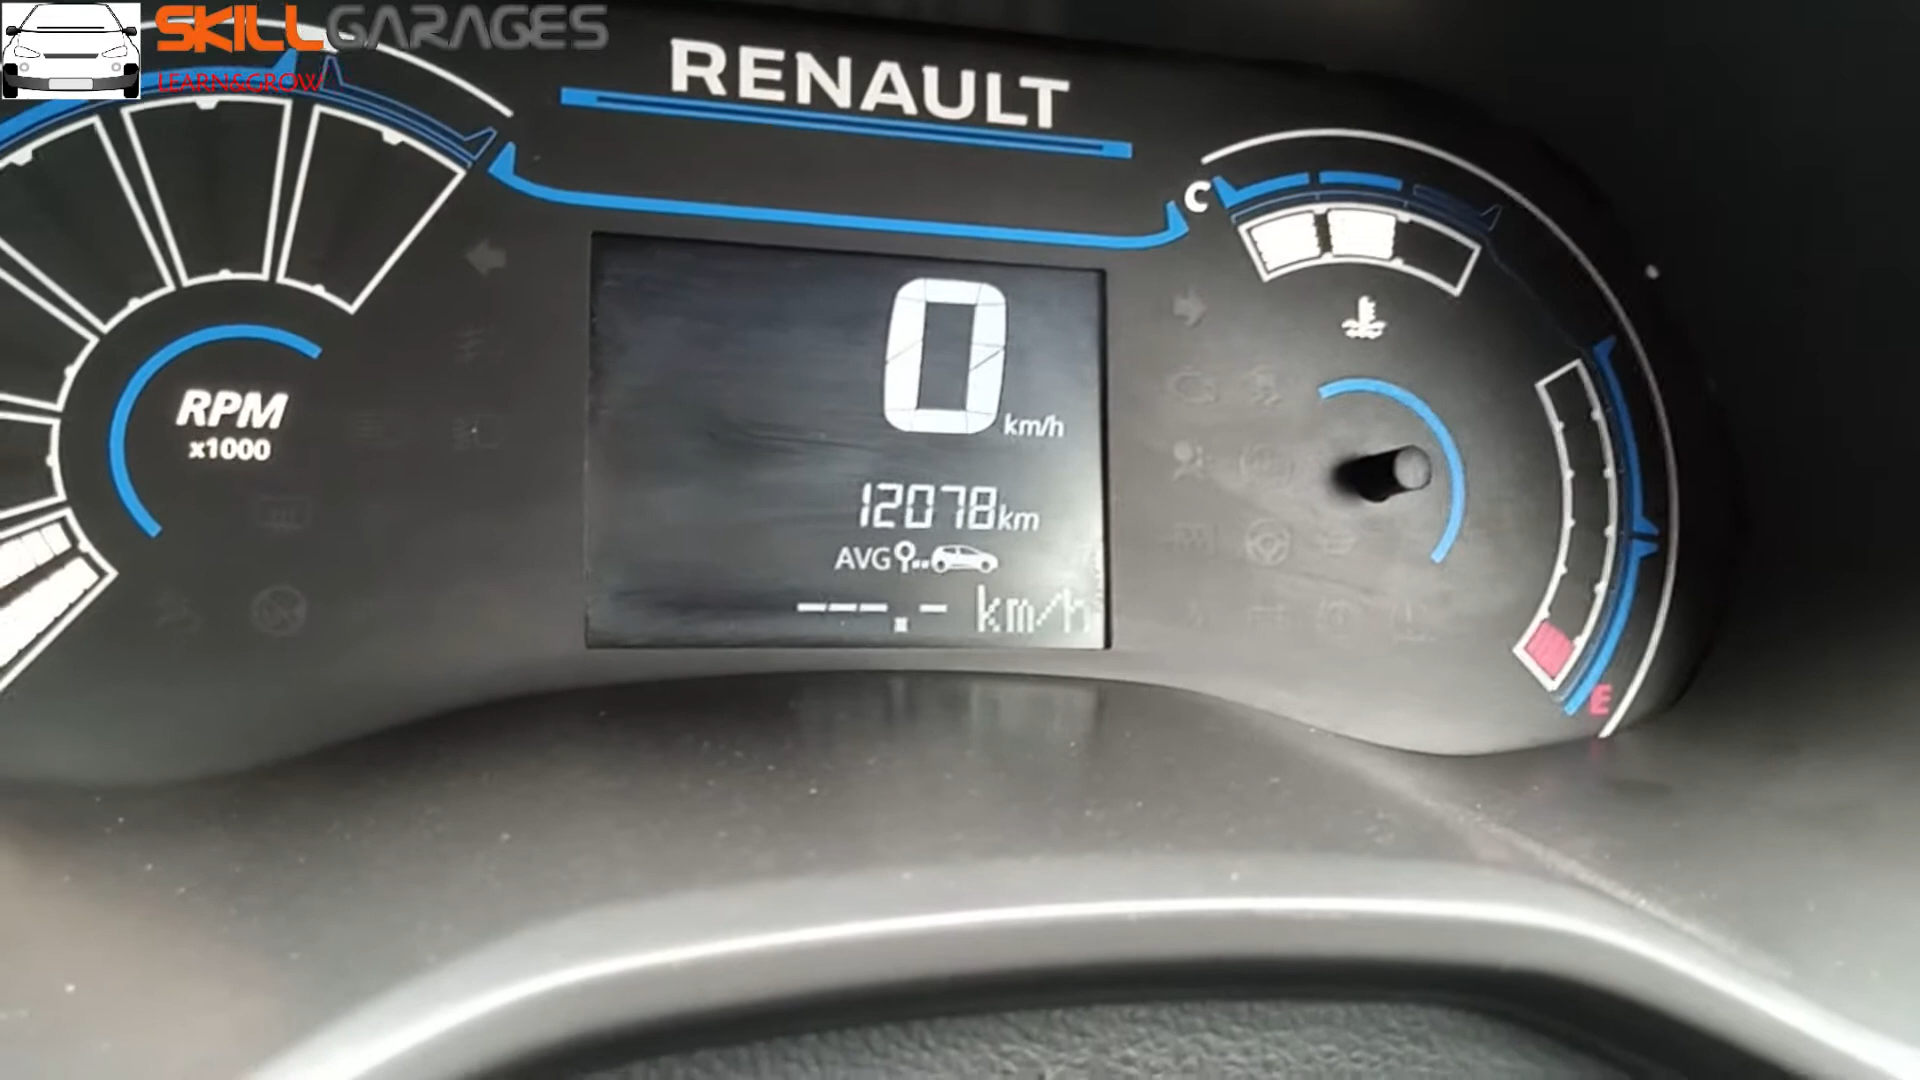 SKILLGARAGES
LEARN&GROW
RENAULT
C
0 km/h
RPM
x1000
12078km
AVG
---.- km/h
E